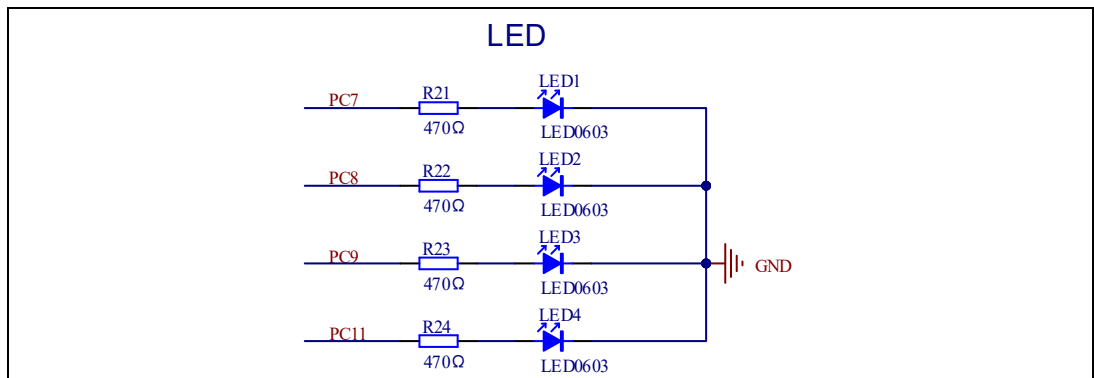 LED
LED1
PC7
R21
470Ω
LED0603
LED2
PC8
R22
470Ω
LED0603
LED3
PC9
R23
470Ω
LED0603
GND
LED4
PC11
R24
470Ω
LED0603